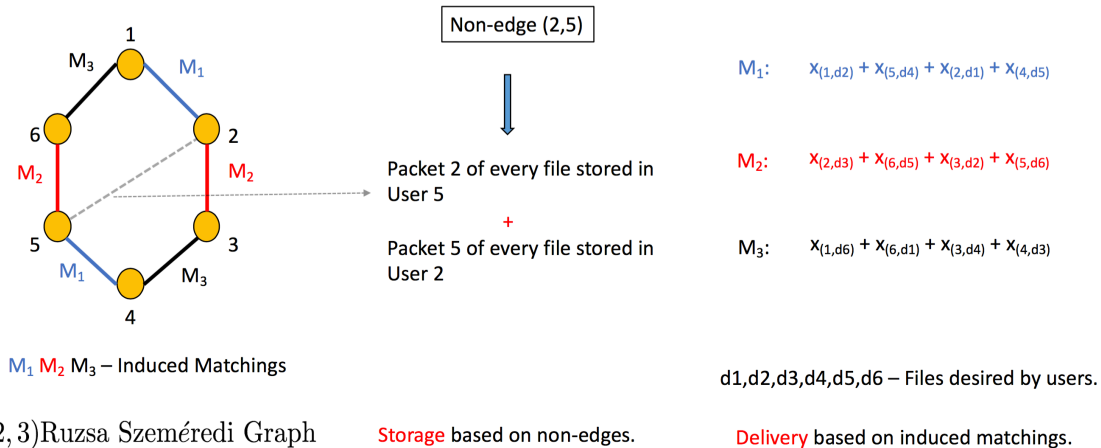 1
M₃
M₁
6
2
M₂
M₂
5
3
M₁
M₃
4
M₁ M₂ M₃ – Induced Matchings
2, 3)Ruzsa Szeméredi Graph
Non-edge (2,5)
Packet 2 of every file stored in
User 5
+
Packet 5 of every file stored in
User 2
Storage based on non-edges.
M₁: X(1,d2) + X(5,d4) + X(2,d1) + X(4,d5)
M₂: X(2,d3) + X(6,d5) + X(3,d2) + X(5,d6)
M₃: X(1,d6) + X(6,d1) + X(3,d4) + X(4,d3)
d1,d2,d3,d4,d5,d6 – Files desired by users.
Delivery based on induced matchings.